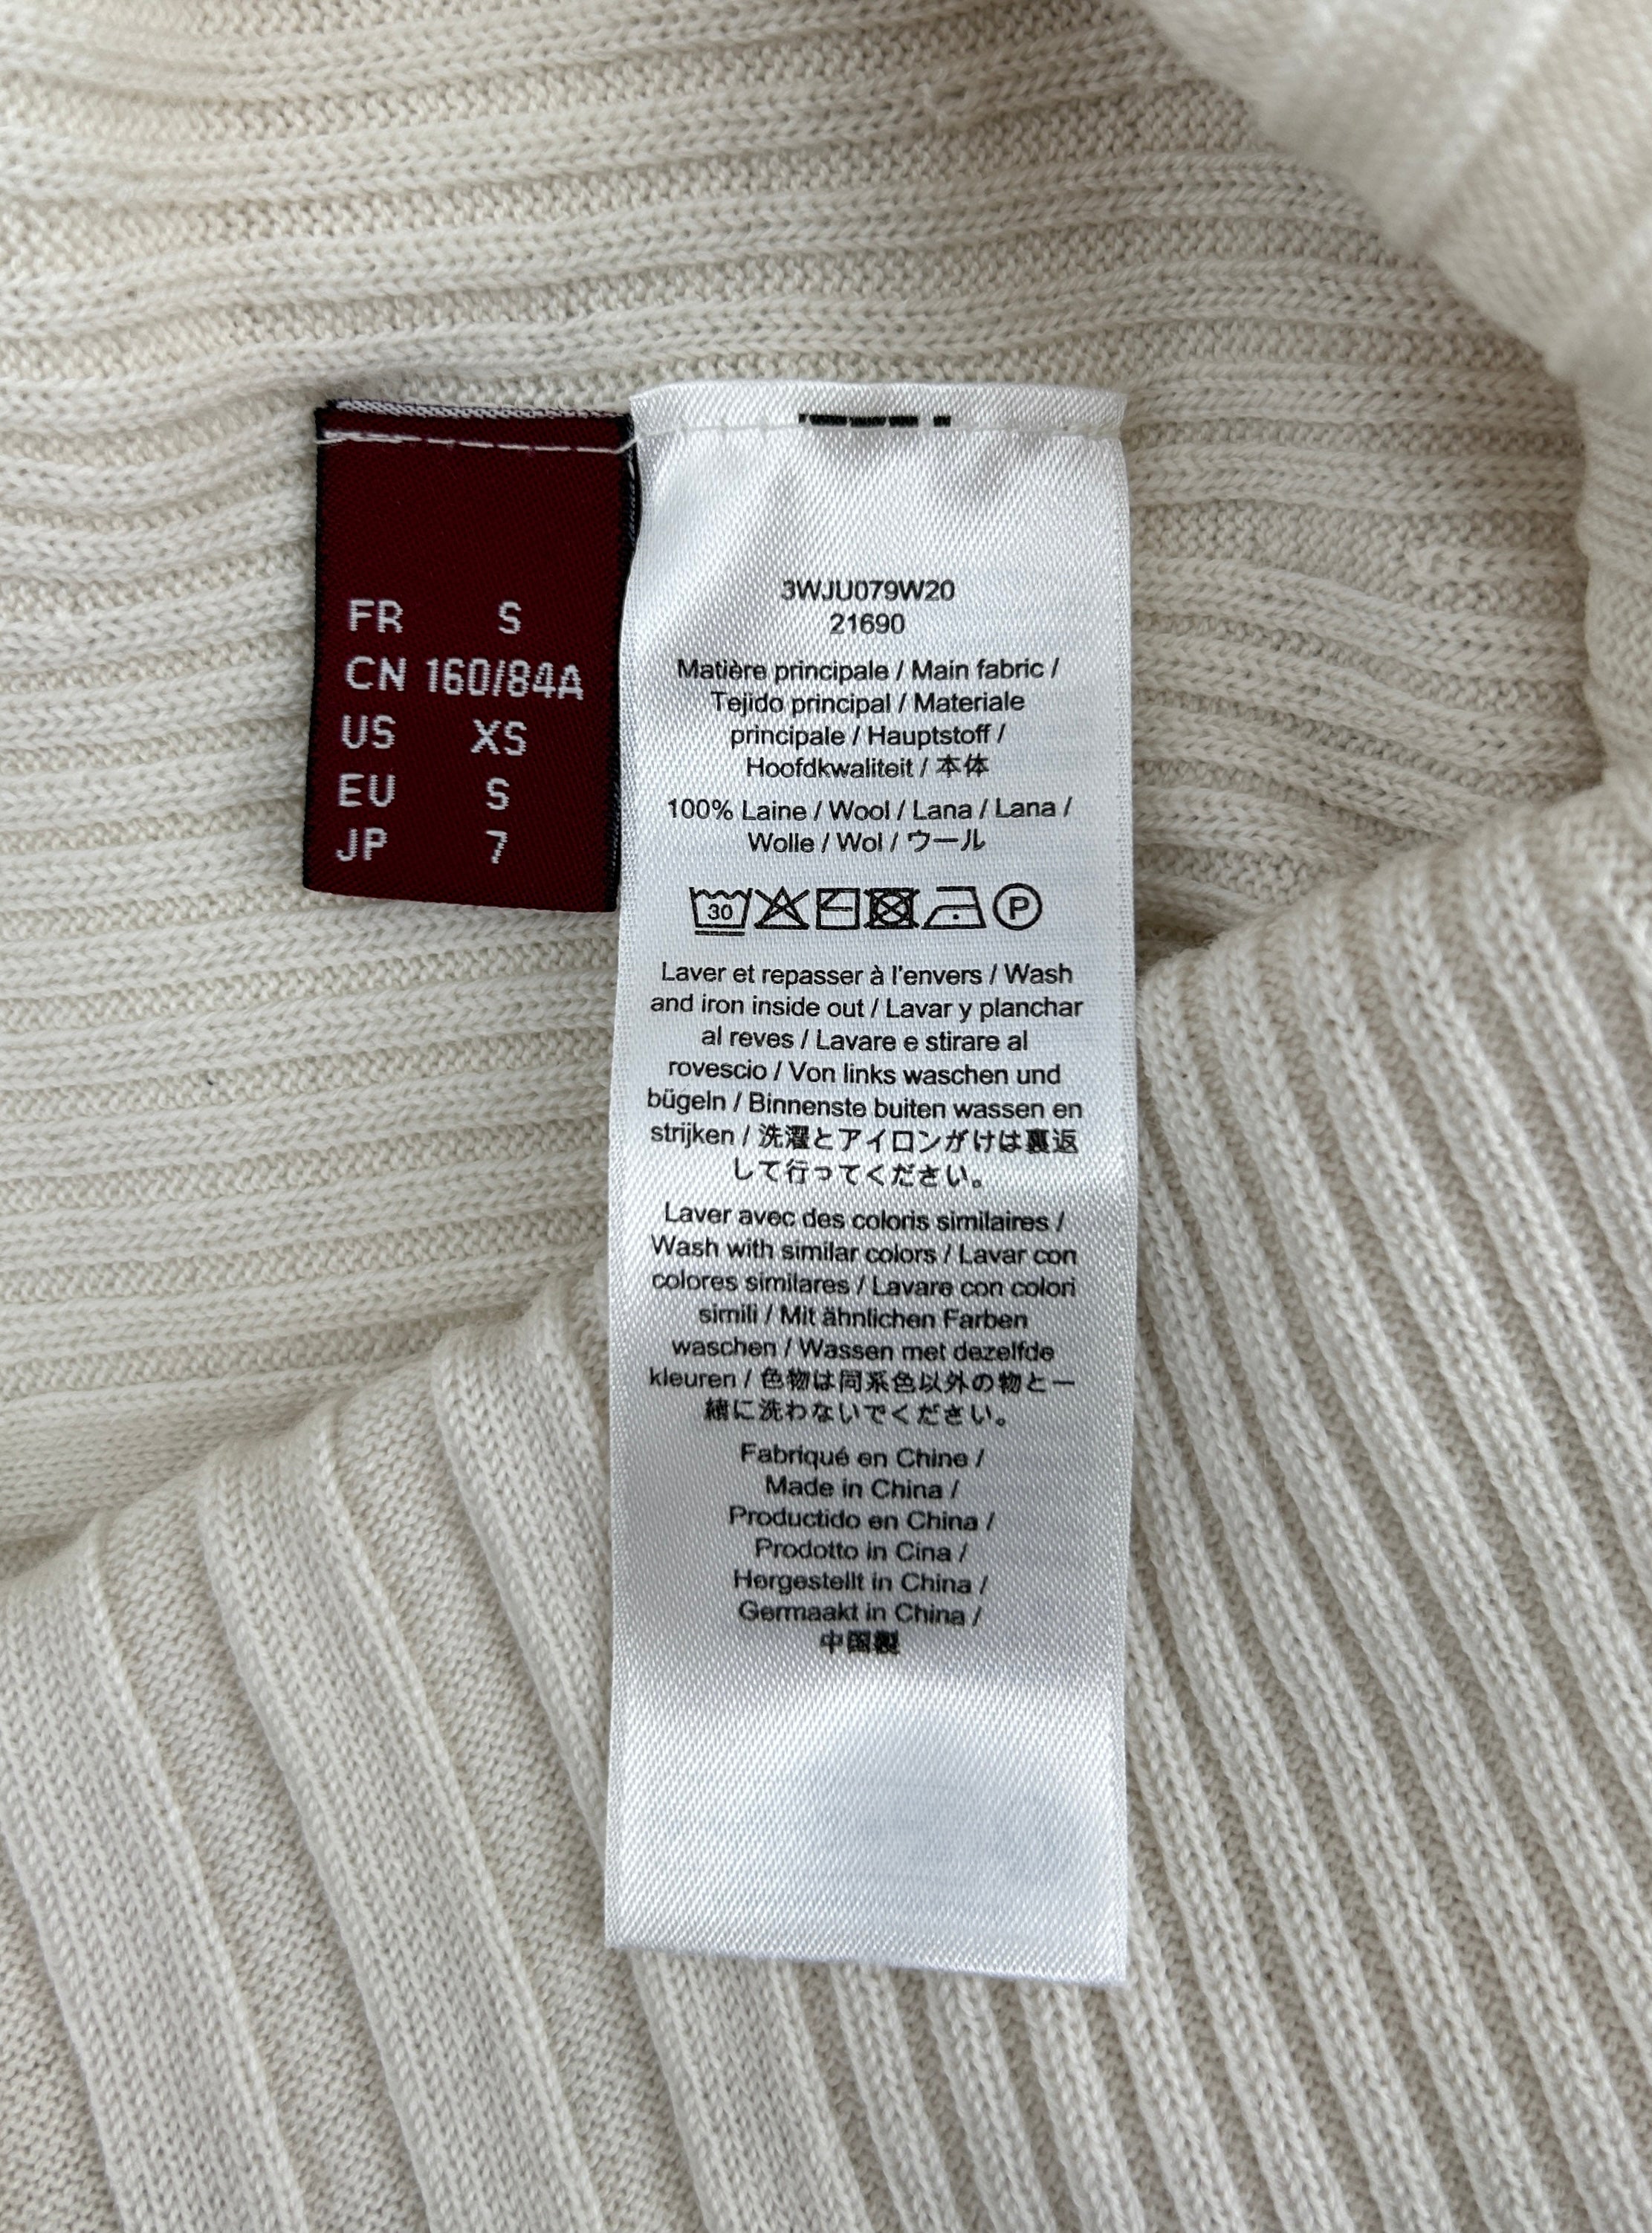 FR S
CN 160/84A
US XS
EU S
JP 7
3WJU079W20
21690
Matière principale / Main fabric /
Tejido principal / Materiale
principale / Hauptstoff /
Hoofdkwaliteit / 本体
100% Laine / Wool / Lana / Lana /
Wolle / Wol / ウール
30 P
Laver et repasser à l'envers / Wash
and iron inside out / Lavar y planchar
al reves / Lavare e stirare al
rovescio / Von links waschen und
bügeln / Binnenste buiten wassen en
strijken / 洗濯とアイロンがけは裏返
して行ってください。
Laver avec des coloris similaires /
Wash with similar colors / Lavar con
colores similares / Lavare con colori
simili / Mit ähnlichen Farben
waschen / Wassen met dezelfde
kleuren / 色物は同系色以外の物と一
緒に洗わないでください。
Fabriqué en Chine /
Made in China /
Productido en China /
Prodotto in Cina /
Hergestellt in China /
Germaakt in China /
中国製